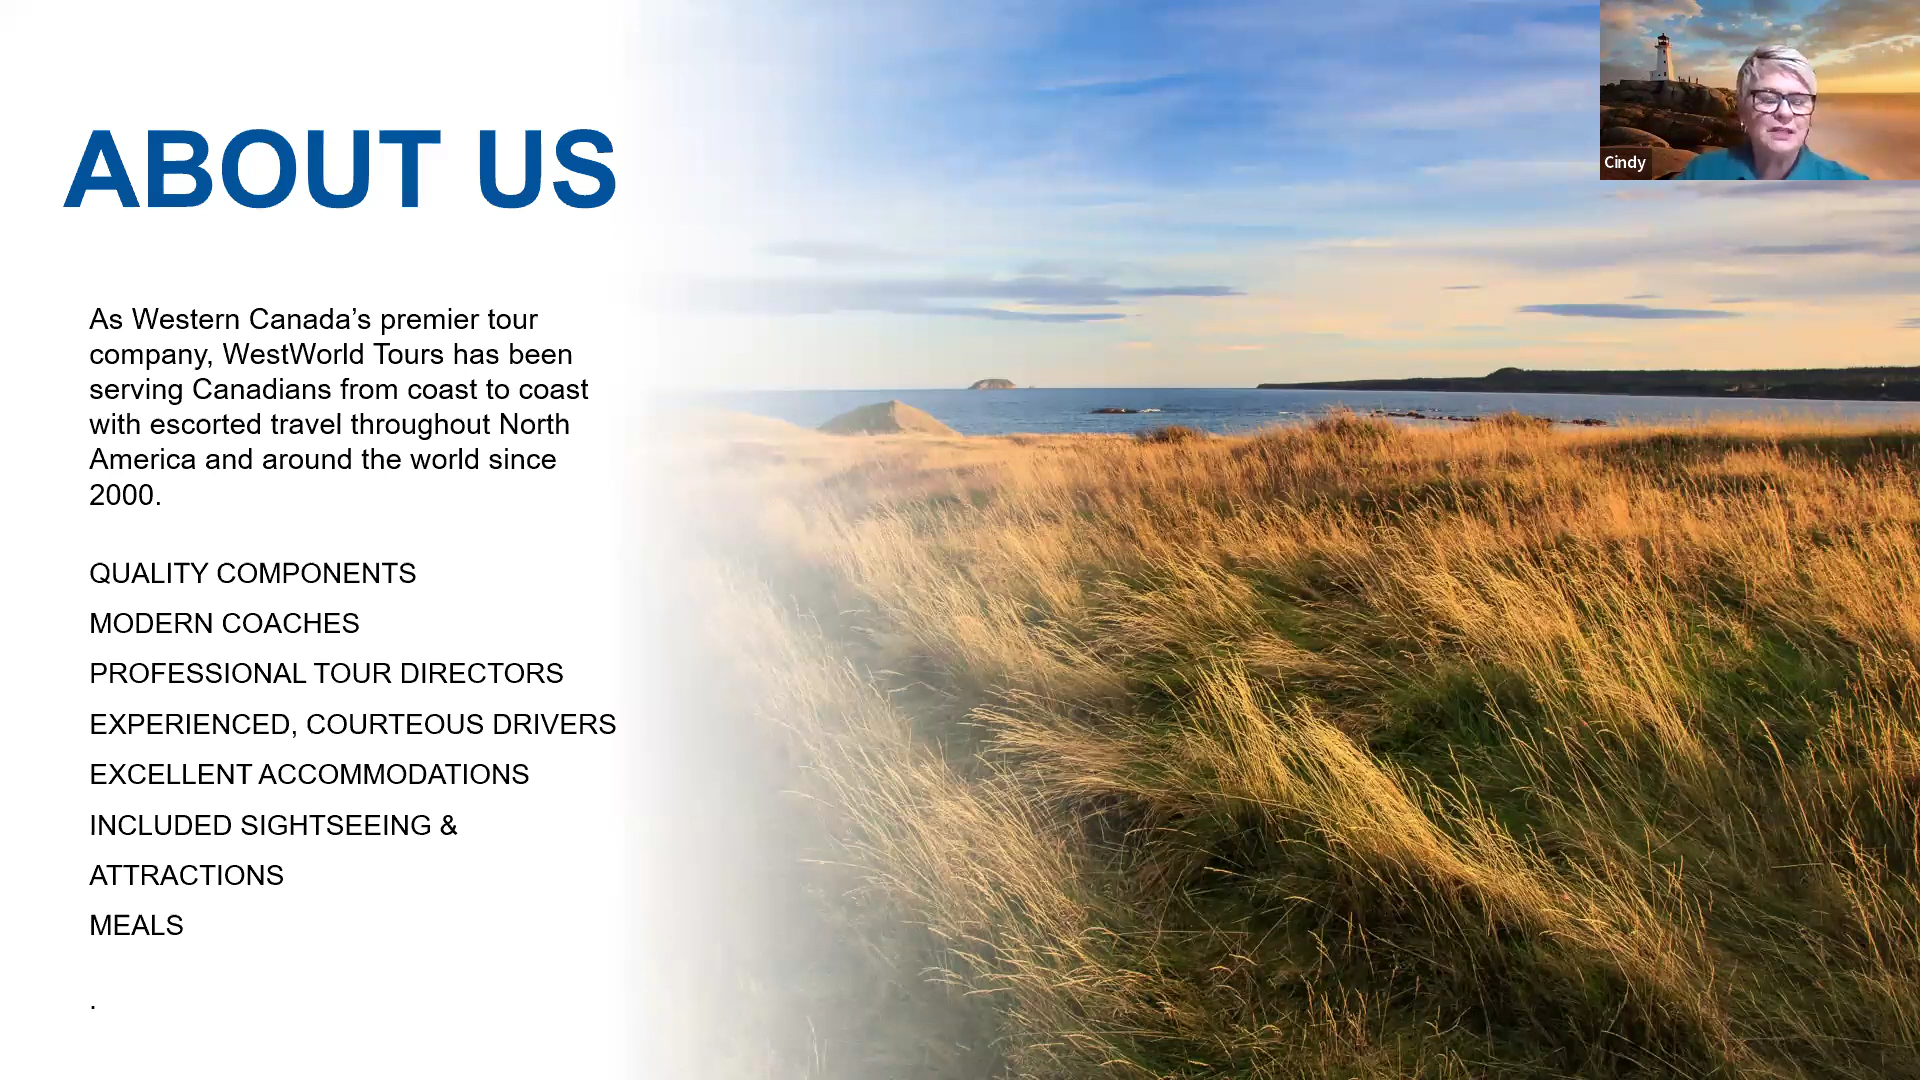 ABOUT US
As Western Canada’s premier tour
company, WestWorld Tours has been
serving Canadians from coast to coast
with escorted travel throughout North
America and around the world since
2000.
QUALITY COMPONENTS
MODERN COACHES
PROFESSIONAL TOUR DIRECTORS
EXPERIENCED, COURTEOUS DRIVERS
EXCELLENT ACCOMMODATIONS
INCLUDED SIGHTSEEING &
ATTRACTIONS
MEALS
.
Cindy